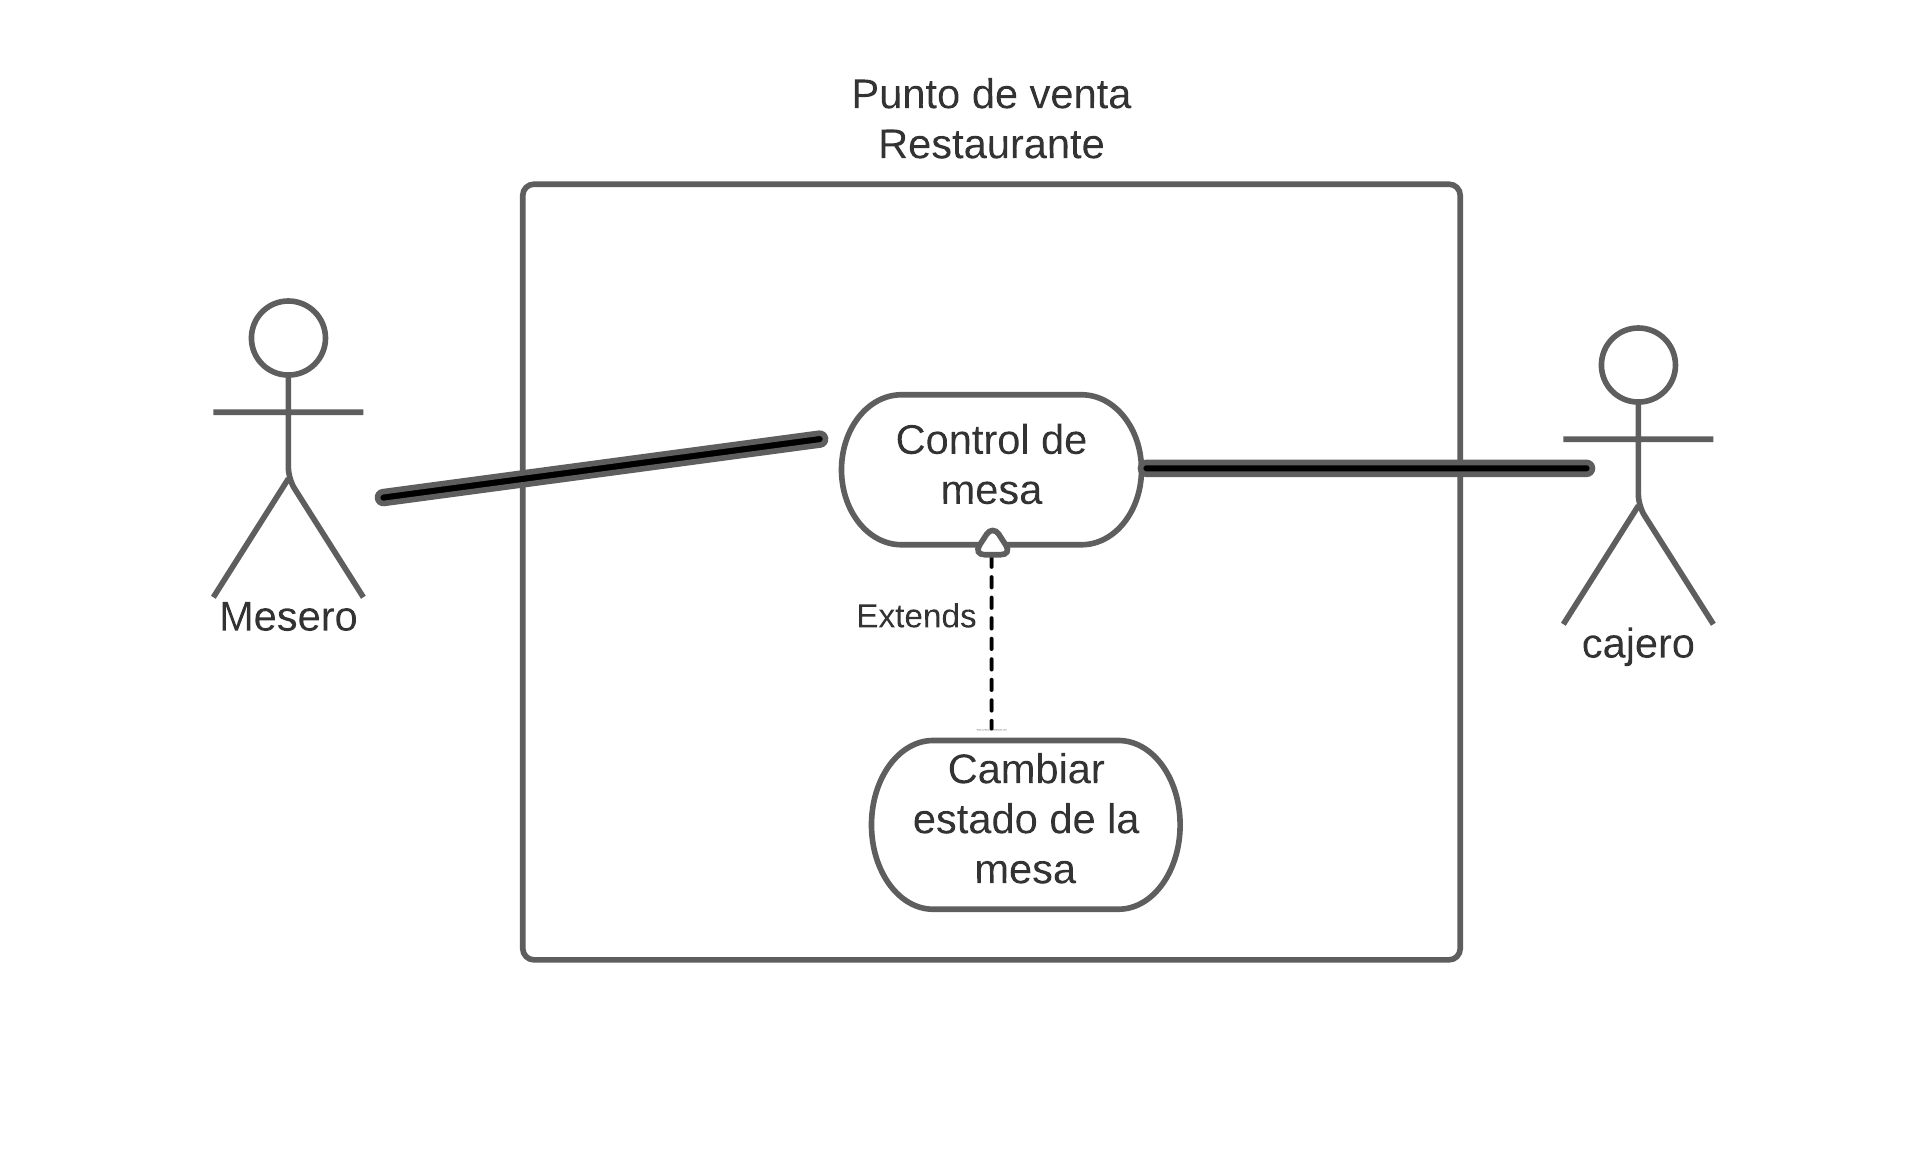 Punto de venta
Restaurante
Control de
mesa
Extends
Mesero
cajero
Cambiar
estado de la
mesa